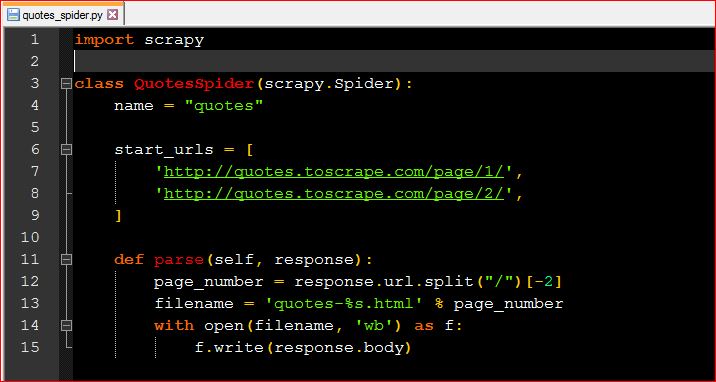 quotes_spider.py
1 import scrapy
2
3 class QuotesSpider(scrapy.Spider):
4     name = "quotes"
5
6     start_urls = [
7         'http://quotes.toscrape.com/page/1/',
8         'http://quotes.toscrape.com/page/2/',
9     ]
10
11     def parse(self, response):
12         page_number = response.url.split("/")[-2]
13         filename = 'quotes-%s.html' % page_number
14         with open(filename, 'wb') as f:
15             f.write(response.body)